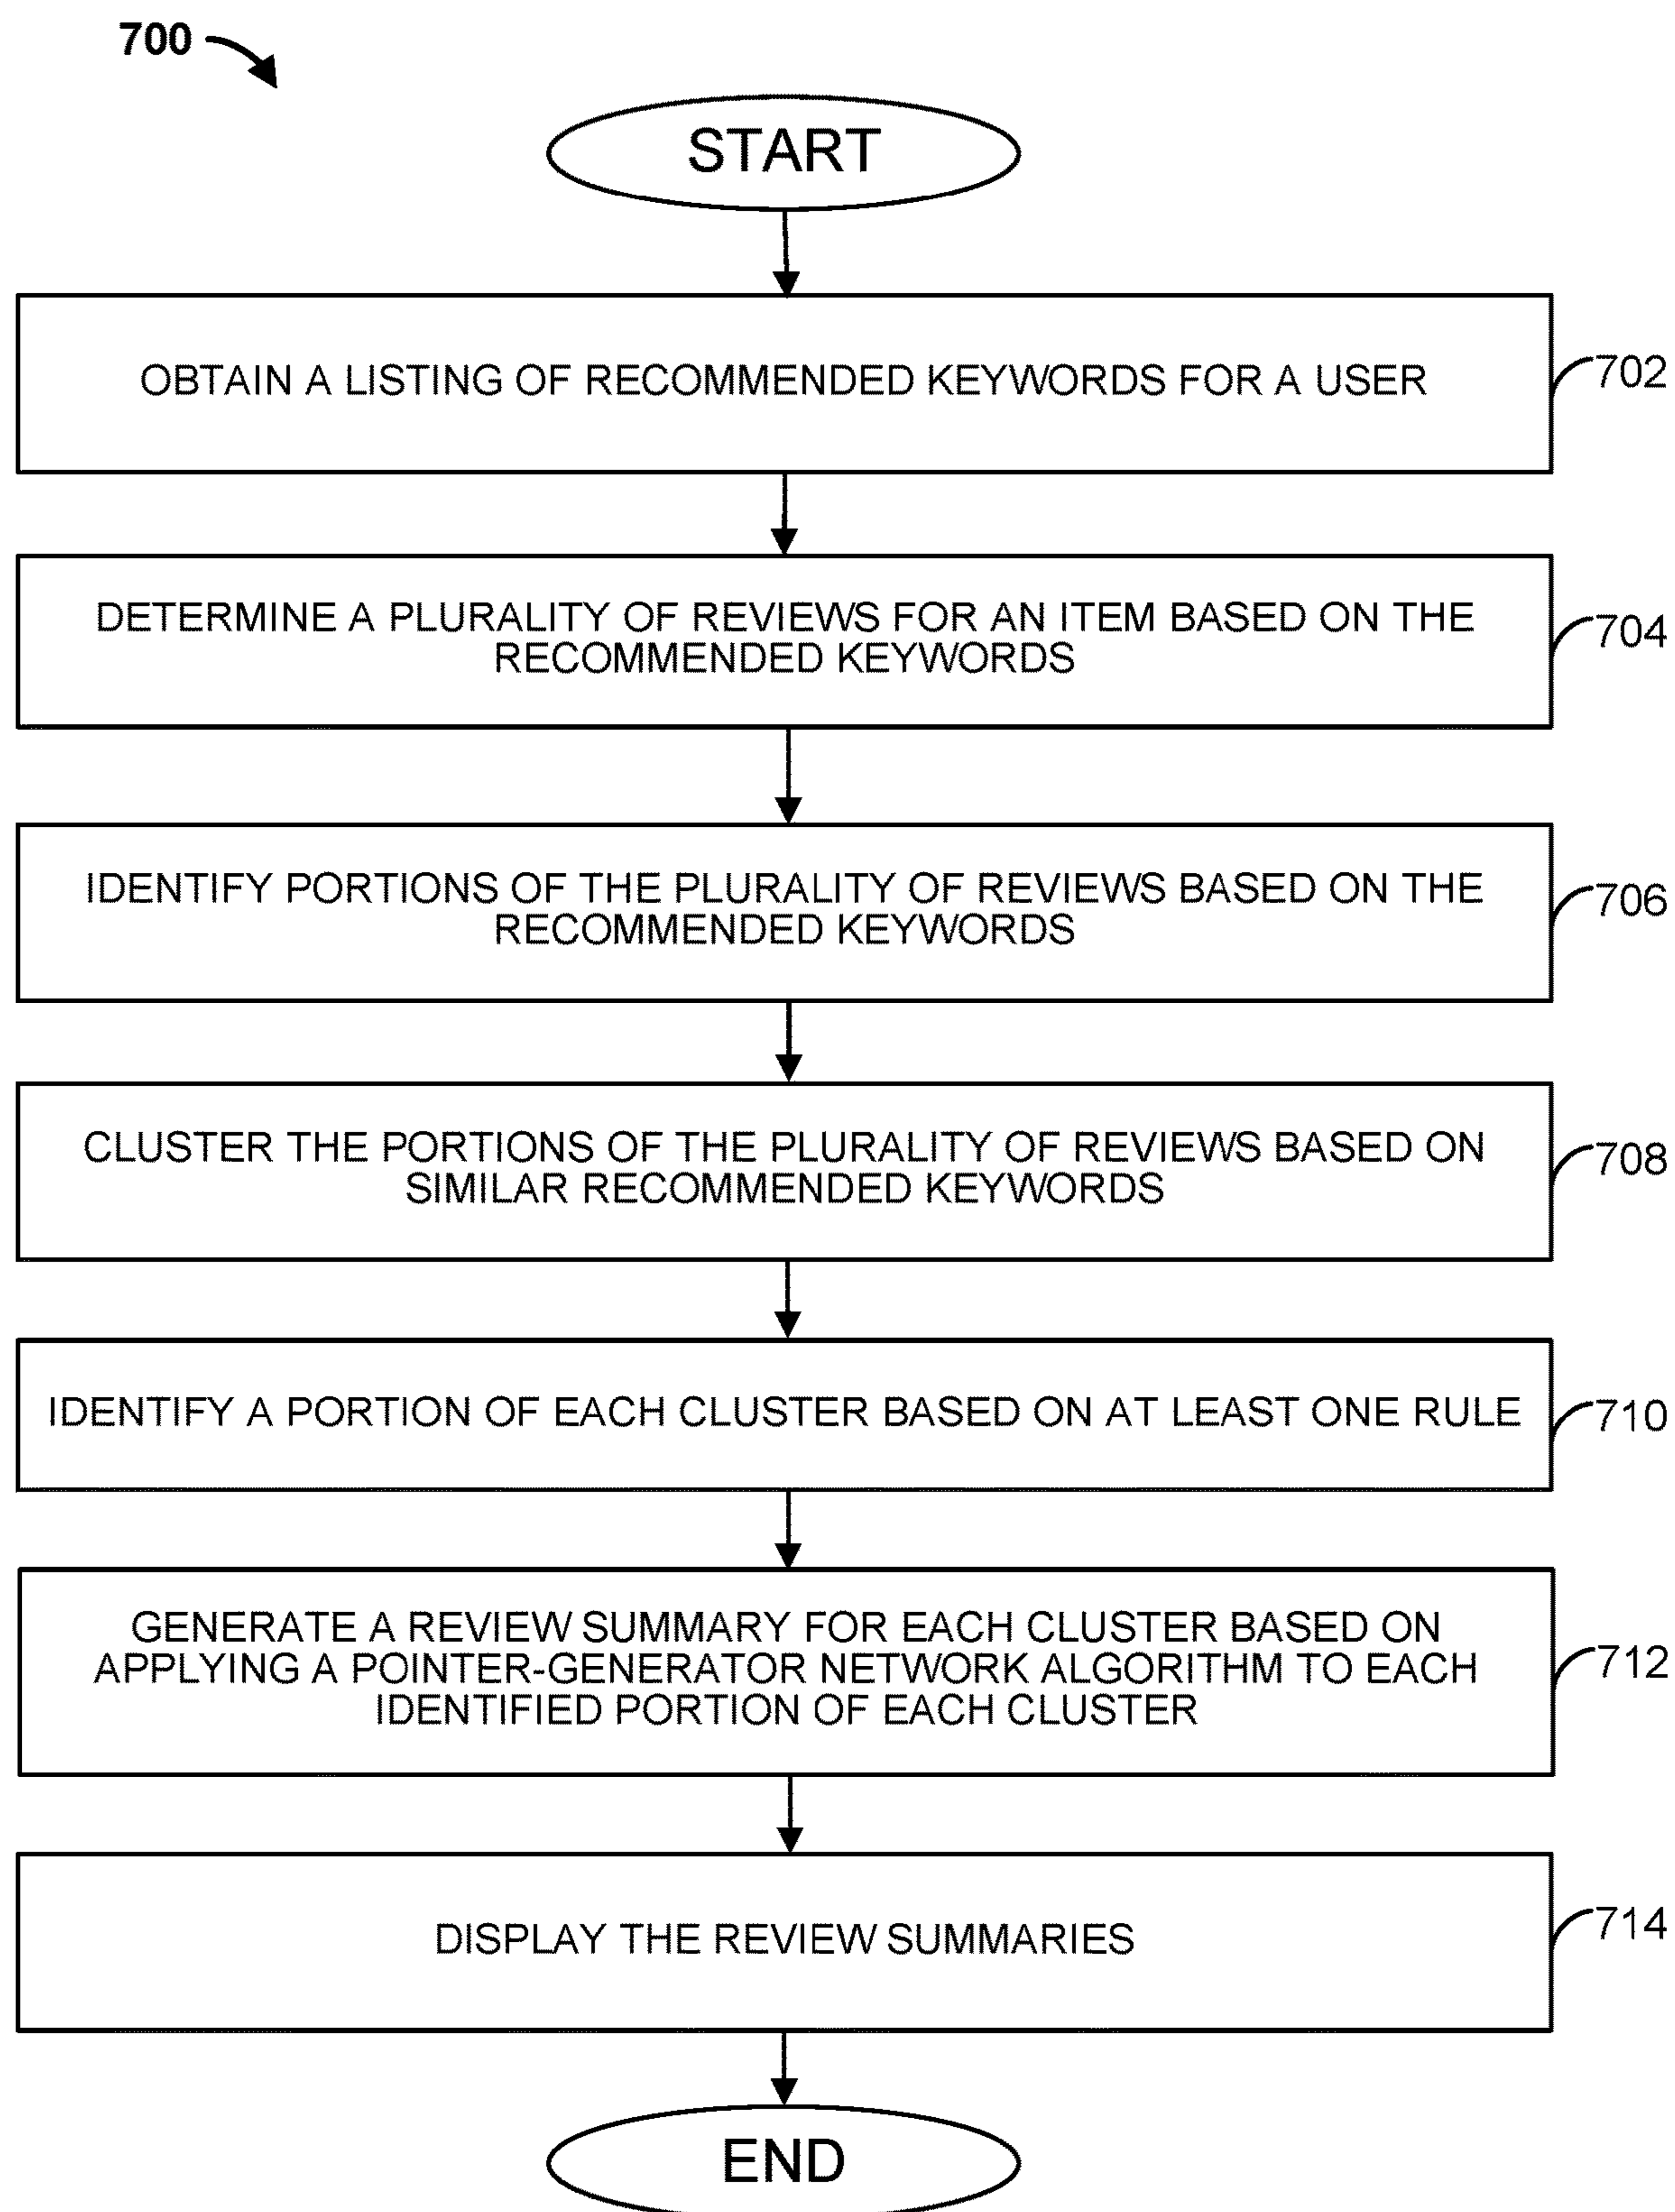 700
START
OBTAIN A LISTING OF RECOMMENDED KEYWORDS FOR A USER
702
DETERMINE A PLURALITY OF REVIEWS FOR AN ITEM BASED ON THE
RECOMMENDED KEYWORDS
704
IDENTIFY PORTIONS OF THE PLURALITY OF REVIEWS BASED ON THE
RECOMMENDED KEYWORDS
706
CLUSTER THE PORTIONS OF THE PLURALITY OF REVIEWS BASED ON
SIMILAR RECOMMENDED KEYWORDS
708
IDENTIFY A PORTION OF EACH CLUSTER BASED ON AT LEAST ONE RULE
710
GENERATE A REVIEW SUMMARY FOR EACH CLUSTER BASED ON
APPLYING A POINTER-GENERATOR NETWORK ALGORITHM TO EACH
IDENTIFIED PORTION OF EACH CLUSTER
712
DISPLAY THE REVIEW SUMMARIES
714
END